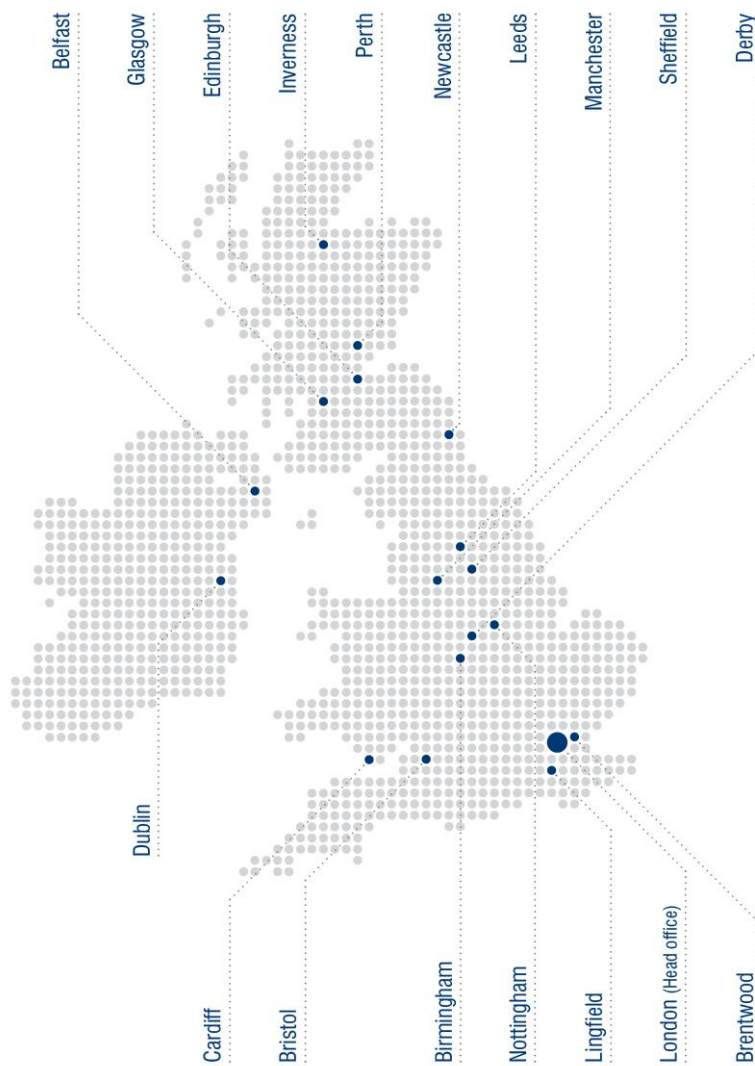 Belfast
Glasgow
Edinburgh
Inverness
Perth
Newcastle
Leeds
Manchester
Sheffield
Derby
Dublin
Cardiff
Bristol
Birmingham
Nottingham
Lingfield
London (Head office)
Brentwood